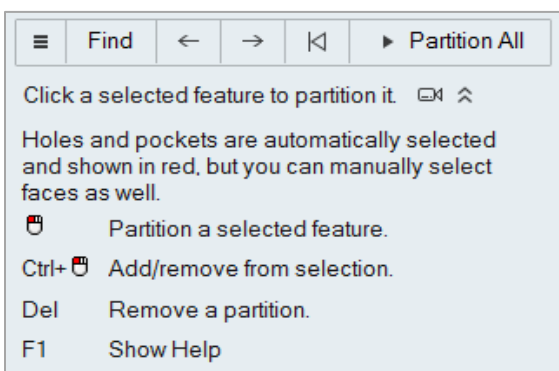 Find Partition All
Click a selected feature to partition it.
Holes and pockets are automatically selected
and shown in red, but you can manually select
faces as well.
Partition a selected feature.
Ctrl+ Add/remove from selection.
Del Remove a partition.
F1 Show Help